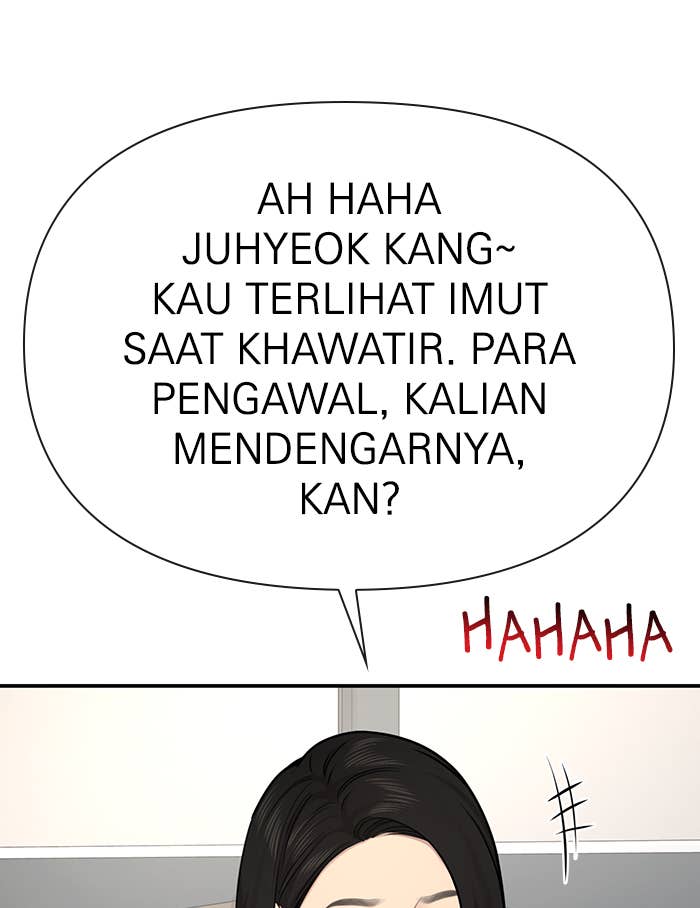 AH HAHA
JUHYEOK KANG~
KAU TERLIHAT IMUT
SAAT KHAWATIR. PARA
PENGAWAL, KALIAN
MENDENGARNYA,
KAN?
HAHAHA